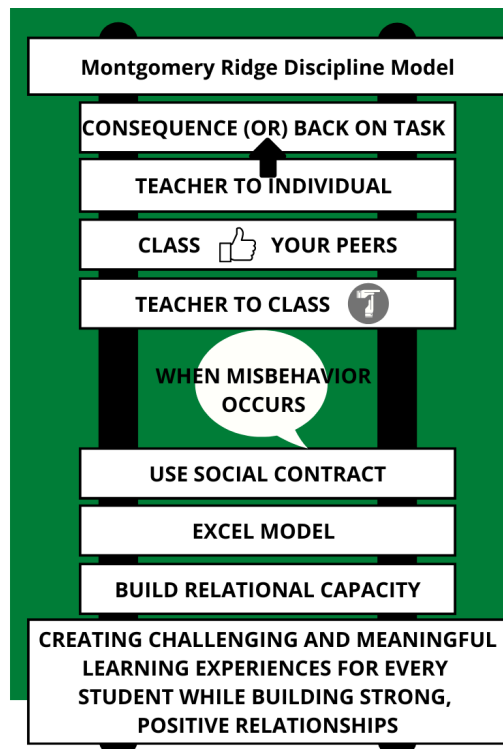 Montgomery Ridge Discipline Model
CONSEQUENCE (OR) BACK ON TASK
TEACHER TO INDIVIDUAL
CLASS YOUR PEERS
TEACHER TO CLASS
WHEN MISBEHAVIOR
OCCURS
USE SOCIAL CONTRACT
EXCEL MODEL
BUILD RELATIONAL CAPACITY
CREATING CHALLENGING AND MEANINGFUL
LEARNING EXPERIENCES FOR EVERY
STUDENT WHILE BUILDING STRONG,
POSITIVE RELATIONSHIPS